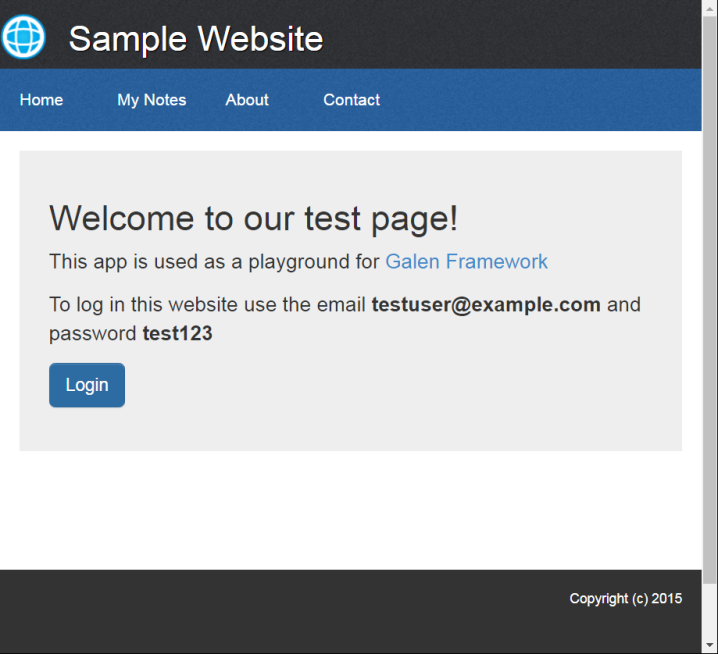 Sample Website
Home My Notes About Contact
Welcome to our test page!
This app is used as a playground for Galen Framework
To log in this website use the email testuser@example.com and
password test123
Login
Copyright (c) 2015